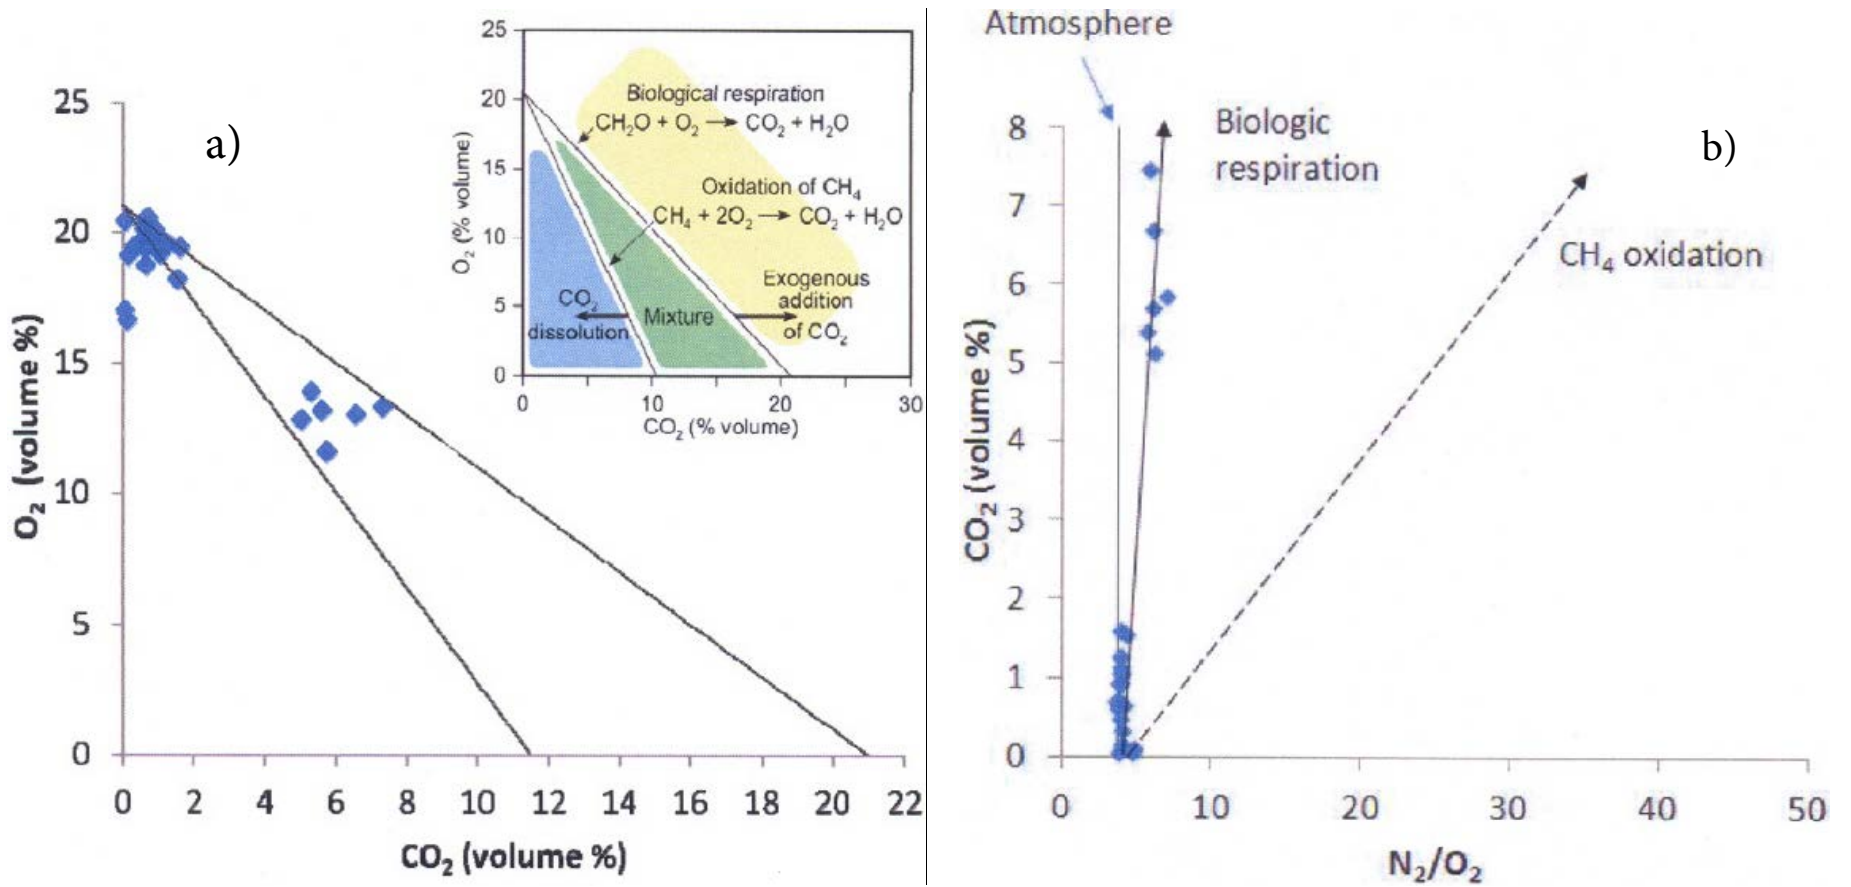 a)
25
20
15
10
5
0
O₂ (volume %)
0 2 4 6 8 10 12 14 16 18 20 22
CO₂ (volume %)
25
20
15
10
5
0
O₂ (% volume)
0 10 20 30
CO₂ (% volume)
Biological respiration
CH₂O + O₂ → CO₂ + H₂O
Oxidation of CH₄
CH₄ + 2O₂ → CO₂ + H₂O
CO₂
dissolution
Mixture
Exogenous
addition
of CO₂
Atmosphere
b)
Biologic
respiration
CH₄ oxidation
8
7
6
5
4
3
2
1
0
CO₂ (volume %)
0 10 20 30 40 50
N₂/O₂